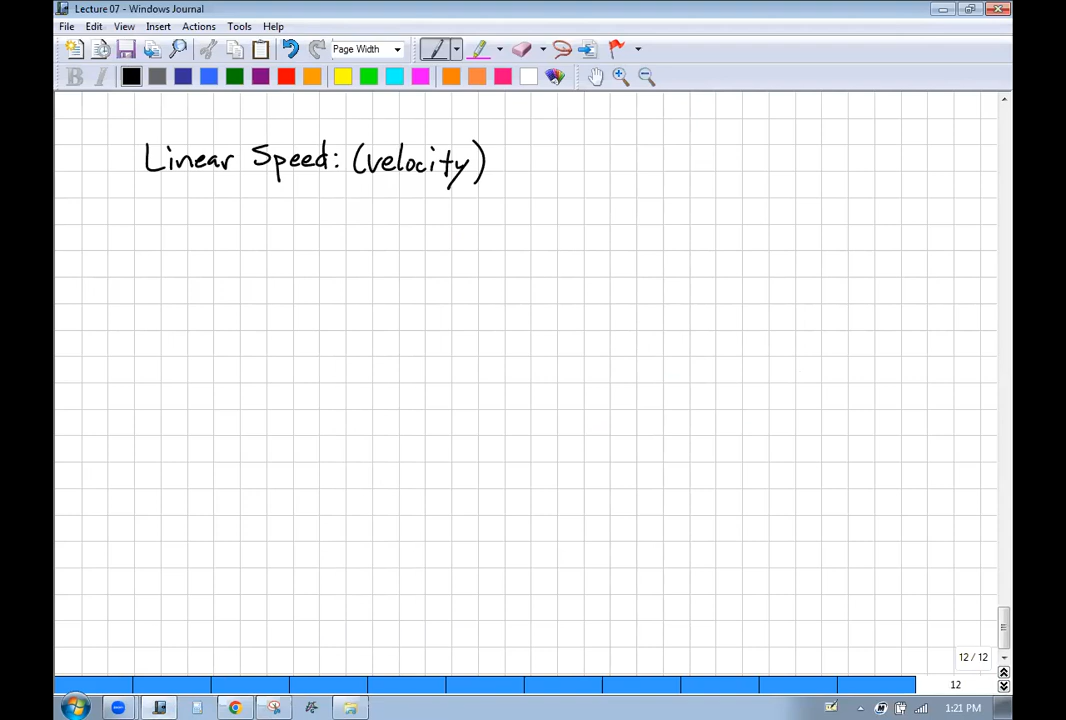 Lecture 07 - Windows Journal
File Edit View Insert Actions Tools Help
Page Width
B I
Linear Speed: (velocity)
12 / 12
12
1:21 PM